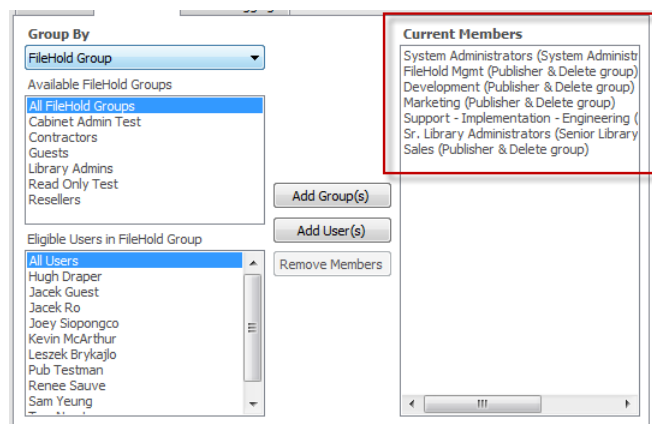 Group By
FileHold Group
Available FileHold Groups
All FileHold Groups
Cabinet Admin Test
Contractors
Guests
Library Admins
Read Only Test
Resellers
Eligible Users in FileHold Group
All Users
Hugh Draper
Jacek Guest
Jacek Ro
Joey Siopongco
Kevin McArthur
Leszek Brykajlo
Pub Testman
Renee Sauve
Sam Yeung
Add Group(s)
Add User(s)
Remove Members
Current Members
System Administrators (System Administr
FileHold Mgmt (Publisher & Delete group)
Development (Publisher & Delete group)
Marketing (Publisher & Delete group)
Support - Implementation - Engineering (
Sr. Library Administrators (Senior Library
Sales (Publisher & Delete group)